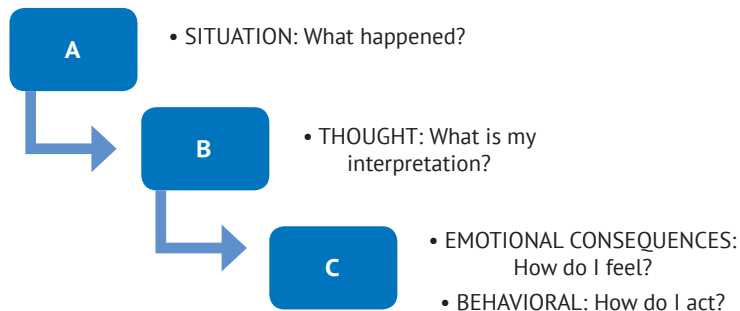 A
• SITUATION: What happened?
B
• THOUGHT: What is my
interpretation?
C
• EMOTIONAL CONSEQUENCES:
How do I feel?
• BEHAVIORAL: How do I act?